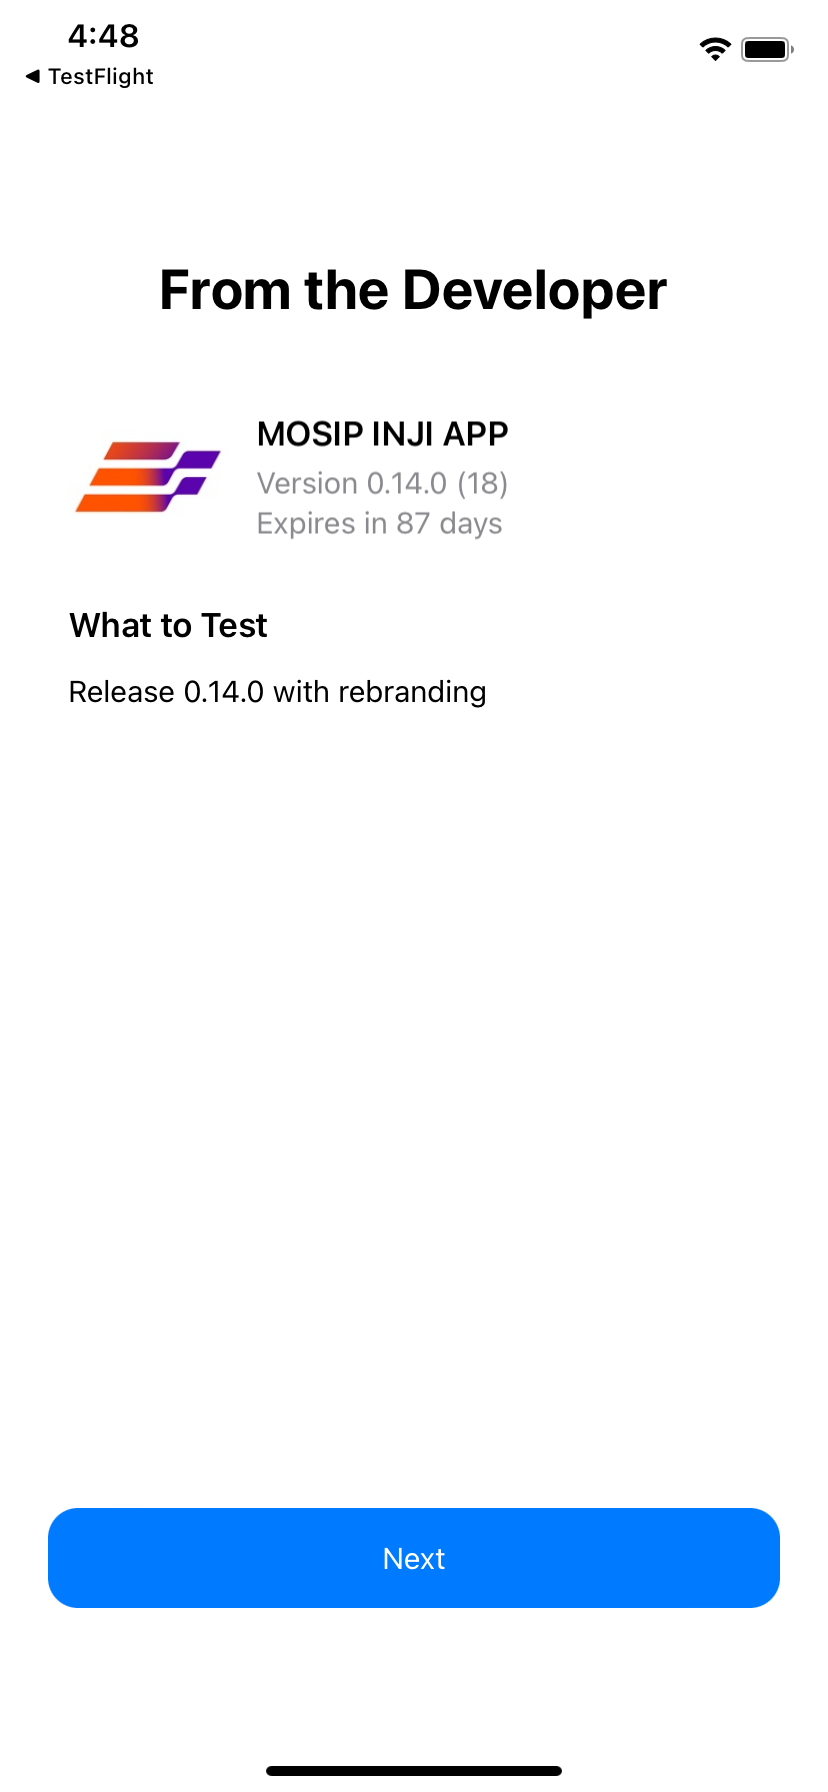 4:48
◀ TestFlight
From the Developer
MOSIP INJI APP
Version 0.14.0 (18)
Expires in 87 days
What to Test
Release 0.14.0 with rebranding
Next